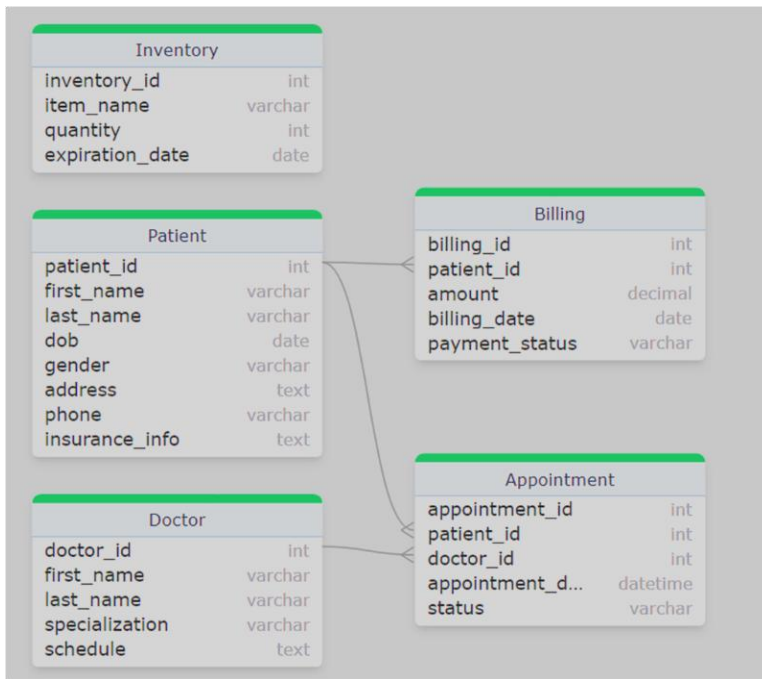 Inventory
inventory_id int
item_name varchar
quantity int
expiration_date date
Patient
patient_id int
first_name varchar
last_name varchar
dob date
gender varchar
address text
phone varchar
insurance_info text
Doctor
doctor_id int
first_name varchar
last_name varchar
specialization varchar
schedule text
Billing
billing_id int
patient_id int
amount decimal
billing_date date
payment_status varchar
Appointment
appointment_id int
patient_id int
doctor_id int
appointment_d... datetime
status varchar